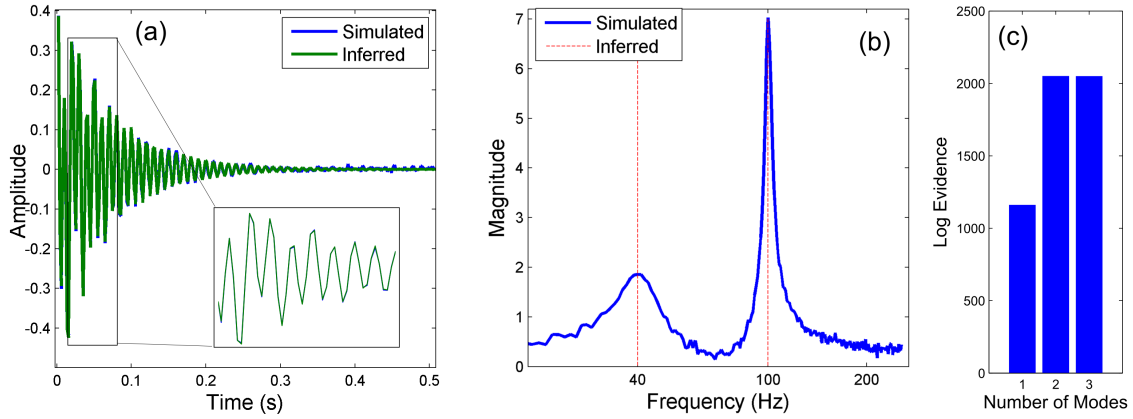 (a)
Simulated
Inferred
Amplitude
0.4
0.3
0.2
0.1
0
-0.1
-0.2
-0.3
-0.4
0
0.1
0.2
0.3
0.4
0.5
Time (s)
(b)
Simulated
Inferred
Magnitude
7
6
5
4
3
2
1
0
40
100
200
Frequency (Hz)
(c)
Log Evidence
2500
2000
1500
1000
500
0
1
2
3
Number of Modes